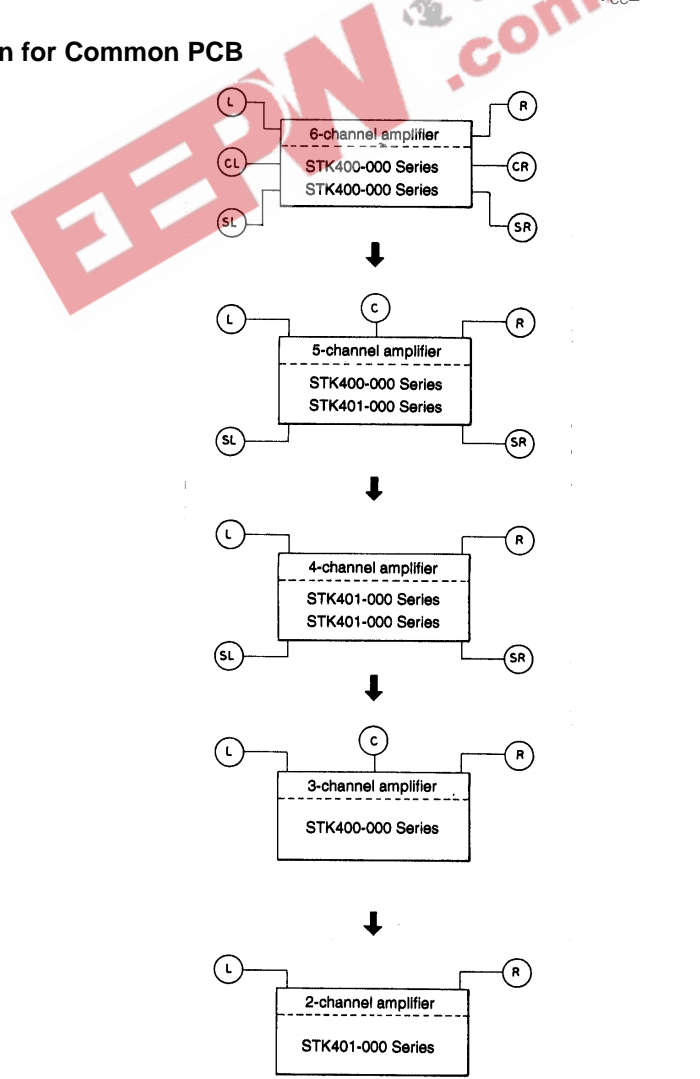 n for Common PCB
EEPW .com
L
R
6-channel amplifier
CL
STK400-000 Series
CR
STK400-000 Series
SL
SR
C
L
R
5-channel amplifier
STK400-000 Series
STK401-000 Series
SL
SR
L
R
4-channel amplifier
STK401-000 Series
STK401-000 Series
SL
SR
C
L
R
3-channel amplifier
STK400-000 Series
L
R
2-channel amplifier
STK401-000 Series